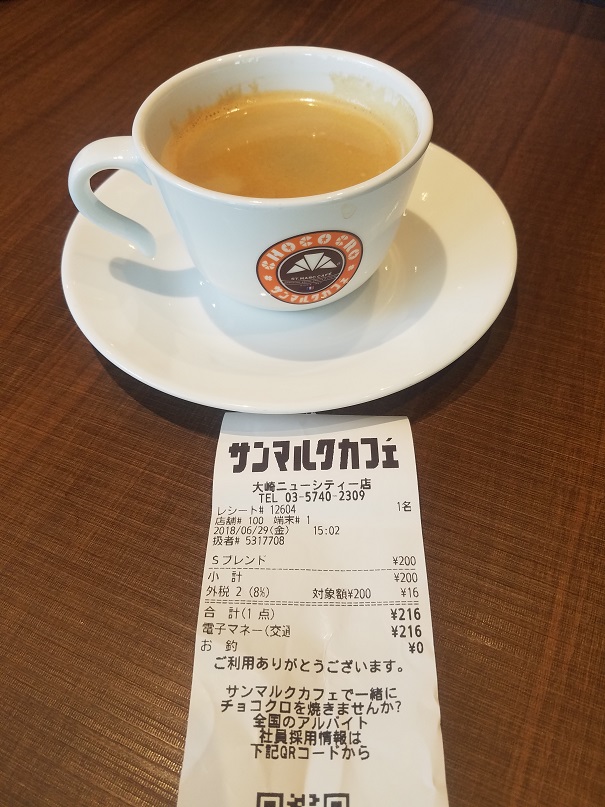 CHOCOCRO
ST.MARC CAFÉ
サンマルクカフェ
サンマルクカフェ
大崎ニューシティー店
TEL 03-5740-2309
レシート# 12604 1名
店舗# 100 端末# 1
2018/06/29(金) 15:02
扱者# 5317708
Sブレンド ¥200
小 計 ¥200
外税 2 (8%) 対象額¥200 ¥16
合 計(1 点) ¥216
電子マネー(交通 ¥216
お 釣 ¥0
ご利用ありがとうございます。
サンマルクカフェで一緒に
チョコクロを焼きませんか?
全国のアルバイト
社員採用情報は
下記QRコードから